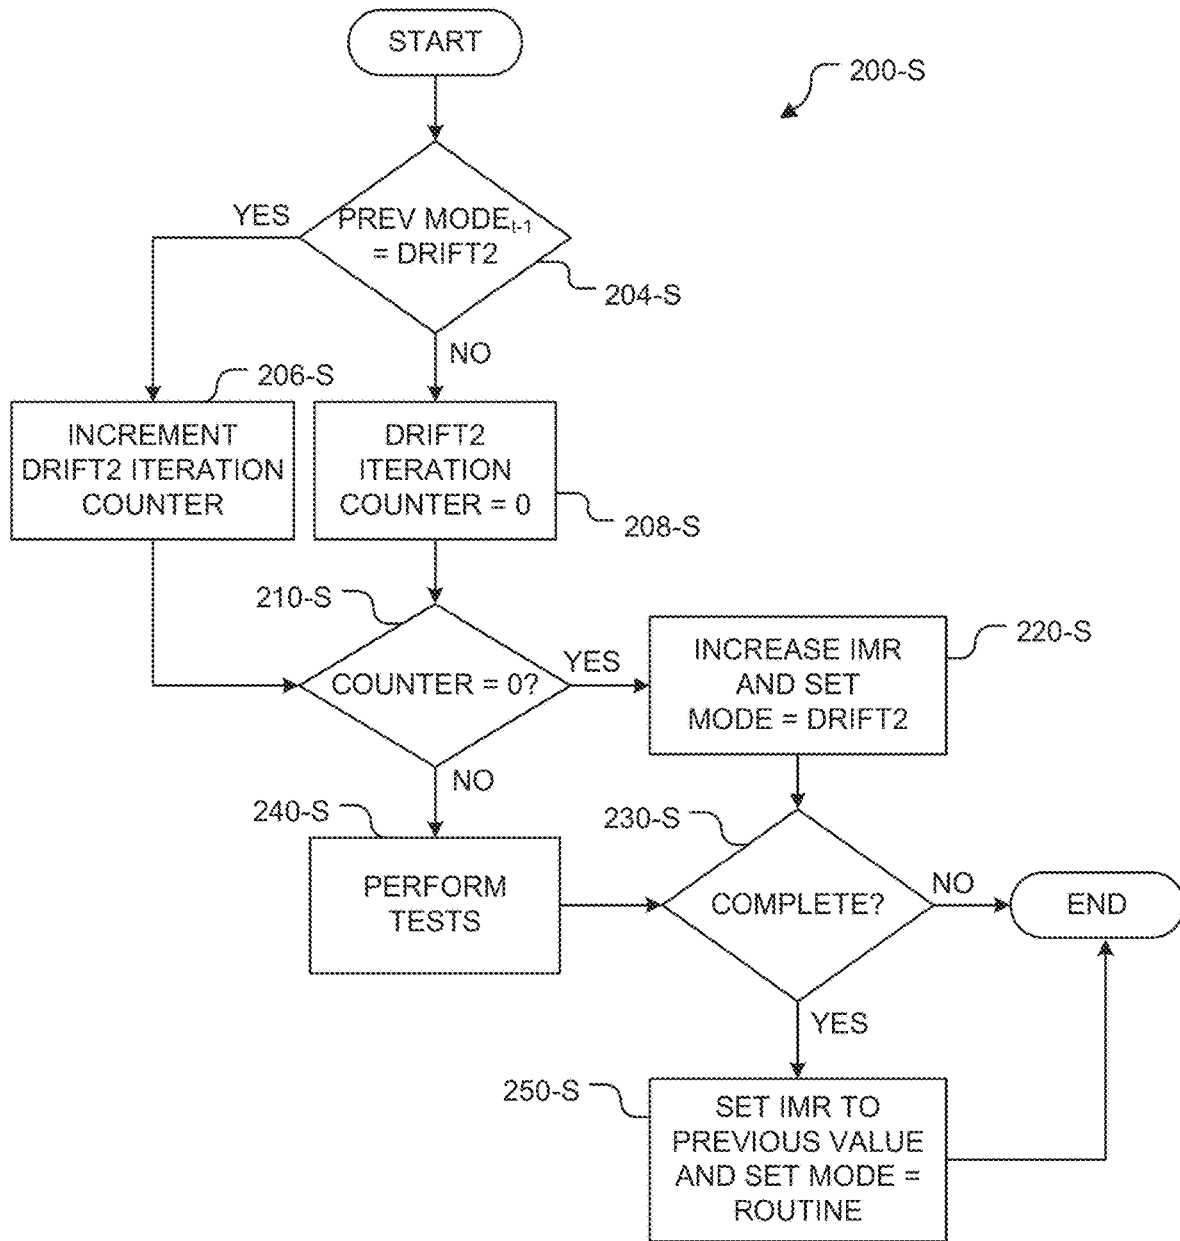 START
200-S
YES
PREV MODEt-1
= DRIFT2
204-S
NO
206-S
INCREMENT
DRIFT2 ITERATION
COUNTER
DRIFT2
ITERATION
COUNTER = 0
208-S
210-S
COUNTER = 0?
YES
INCREASE IMR
AND SET
MODE = DRIFT2
220-S
NO
240-S
PERFORM
TESTS
230-S
COMPLETE?
NO
END
YES
250-S
SET IMR TO
PREVIOUS VALUE
AND SET MODE =
ROUTINE